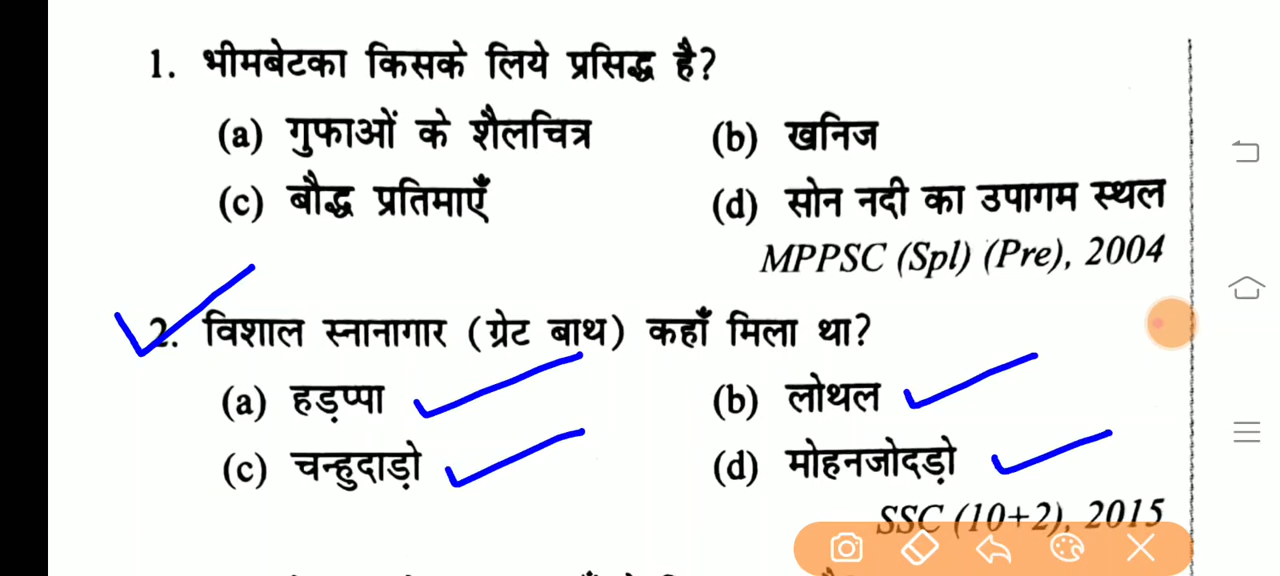 1. भीमबेटका किसके लिये प्रसिद्ध है?
(a) गुफाओं के शैलचित्र (b) खनिज
(c) बौद्ध प्रतिमाएँ (d) सोन नदी का उपागम स्थल
MPPSC (Spl) (Pre), 2004
2. विशाल स्नानागार (ग्रेट बाथ) कहाँ मिला था?
(a) हड़प्पा (b) लोथल
(c) चन्हुदाड़ो (d) मोहनजोदड़ो
SSC (10+2), 2015